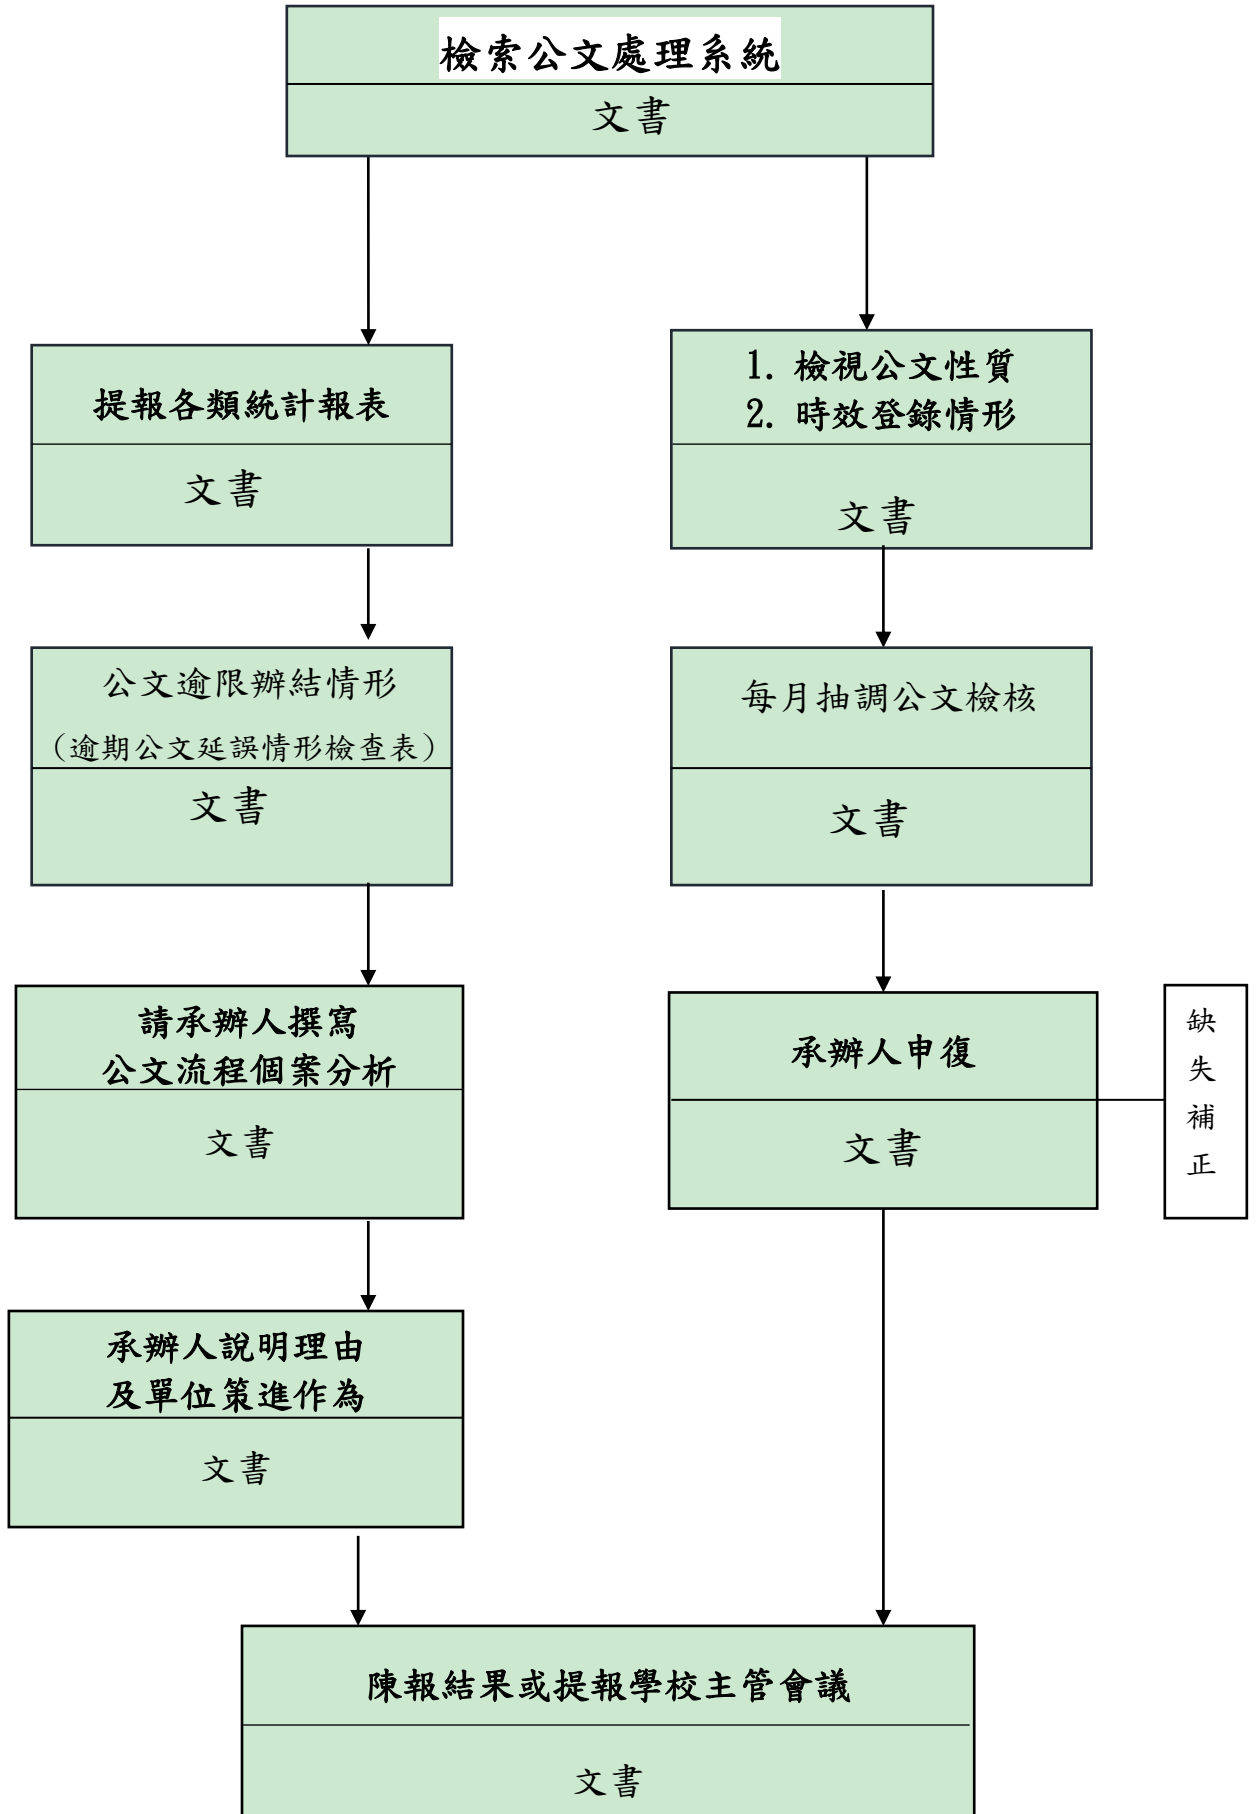 檢索公文處理系統
文書
提報各類統計報表
文書
1. 檢視公文性質
2. 時效登錄情形
文書
公文逾限辦結情形
（逾期公文延誤情形檢查表）
文書
每月抽調公文檢核
文書
請承辦人撰寫
公文流程個案分析
文書
承辦人申復
文書
缺
失
補
正
承辦人說明理由
及單位策進作為
文書
陳報結果或提報學校主管會議
文書